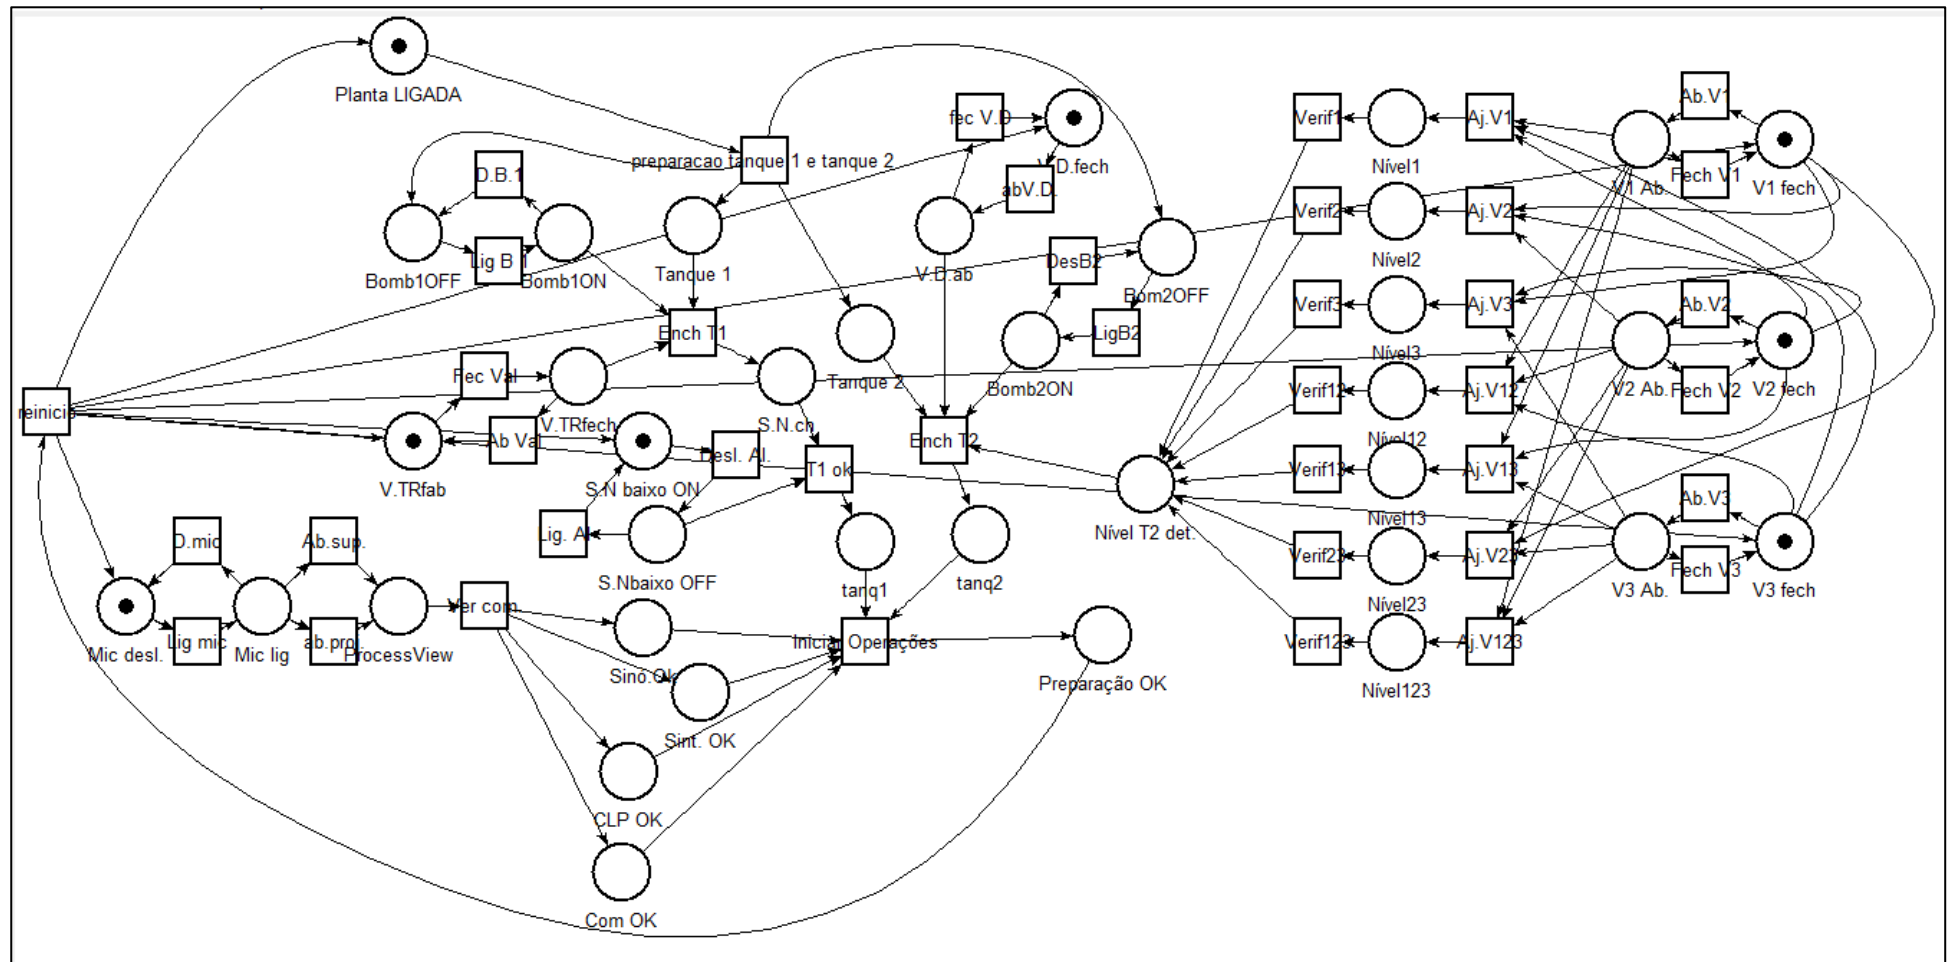 Planta LIGADA
preparacao tanque 1 e tanque 2
fec V.D
D.fech
abV.D.
V.D.ab
D.B.1
Bomb1OFF
Lig B 1
Bomb1ON
Tanque 1
Ench T1
DesB2
Bom2OFF
LigB2
Bomb2ON
Tanque 2
Ench T2
reinicio
Fec Val
V.TRfech
Ab Val
V.TRfab
S.N.ch
Desl. Al.
S.N baixo ON
T1 ok
Lig. Al
S.Nbaixo OFF
tanq1
tanq2
Nível T2 det.
D.mic
Ab.sup.
Mic desl.
Lig mic
Mic lig
ab.proj
ProcessView
Ver com
Sino.Ok
Sint. OK
CLP OK
Com OK
Iniciar Operações
Preparação OK
Verif1
Nível1
Aj.V1
Verif2
Nível2
Aj.V2
Verif3
Nível3
Aj.V3
Verif12
Nível12
Aj.V12
Verif13
Nível13
Aj.V13
Verif23
Nível23
Aj.V23
Verif123
Nível123
Aj.V123
Ab.V1
V1 Ab.
Fech V1
V1 fech
Ab.V2
V2 Ab.
Fech V2
V2 fech
Ab.V3
V3 Ab.
Fech V3
V3 fech